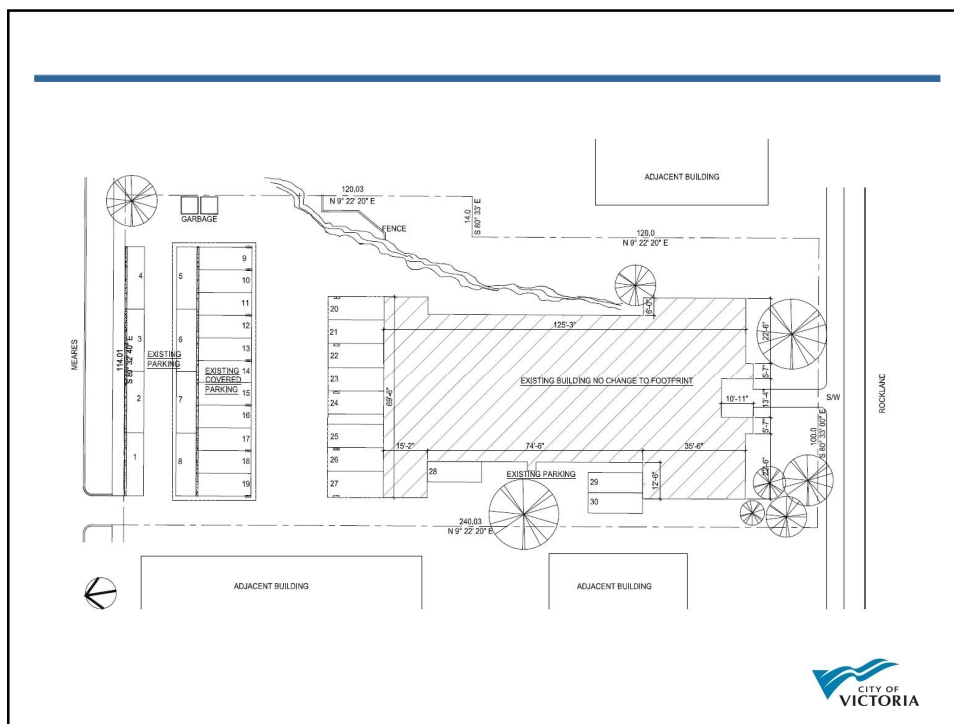 ADJACENT BUILDING
120.03
N 9° 22' 20" E
14.0
S 80° 33' E
GARBAGE
FENCE
120.0
N 9° 22' 20" E
MEARES
114.01
S 80° 32' 40" E
4
3
2
1
EXISTING
PARKING
5
6
7
8
EXISTING
COVERED
PARKING
9
10
11
12
13
14
15
16
17
18
19
20
21
22
23
24
25
26
27
69'-6"
125'-3"
6'-0"
EXISTING BUILDING NO CHANGE TO FOOTPRINT
22'-6"
5'-7"
10'-11"
13'-4"
5'-7"
22'-6"
S/W
ROCKLAND
100.0
S 80° 33' 00" E
15'-2"
74'-6"
35'-6"
28
EXISTING PARKING
12'-6"
29
30
240.03
N 9° 22' 20" E
ADJACENT BUILDING
ADJACENT BUILDING
CITY OF
VICTORIA